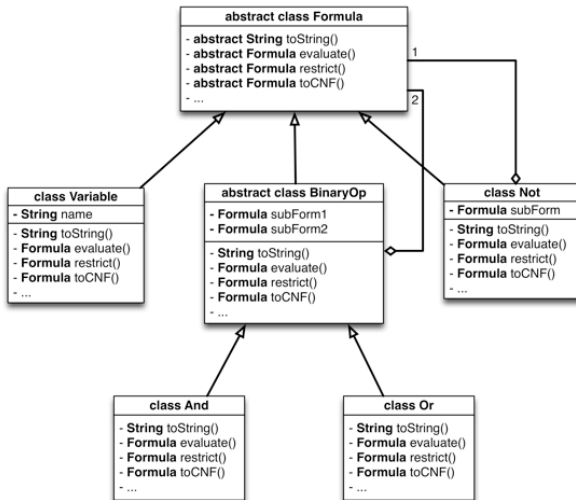 abstract class Formula
- abstract String toString()
- abstract Formula evaluate()
- abstract Formula restrict()
- abstract Formula toCNF()
- ...
1
2
class Variable
- String name
- String toString()
- Formula evaluate()
- Formula restrict()
- Formula toCNF()
- ...
abstract class BinaryOp
- Formula subForm1
- Formula subForm2
- String toString()
- Formula evaluate()
- Formula restrict()
- Formula toCNF()
- ...
class Not
- Formula subForm
- String toString()
- Formula evaluate()
- Formula restrict()
- Formula toCNF()
- ...
class And
- String toString()
- Formula evaluate()
- Formula restrict()
- Formula toCNF()
- ...
class Or
- String toString()
- Formula evaluate()
- Formula restrict()
- Formula toCNF()
- ...